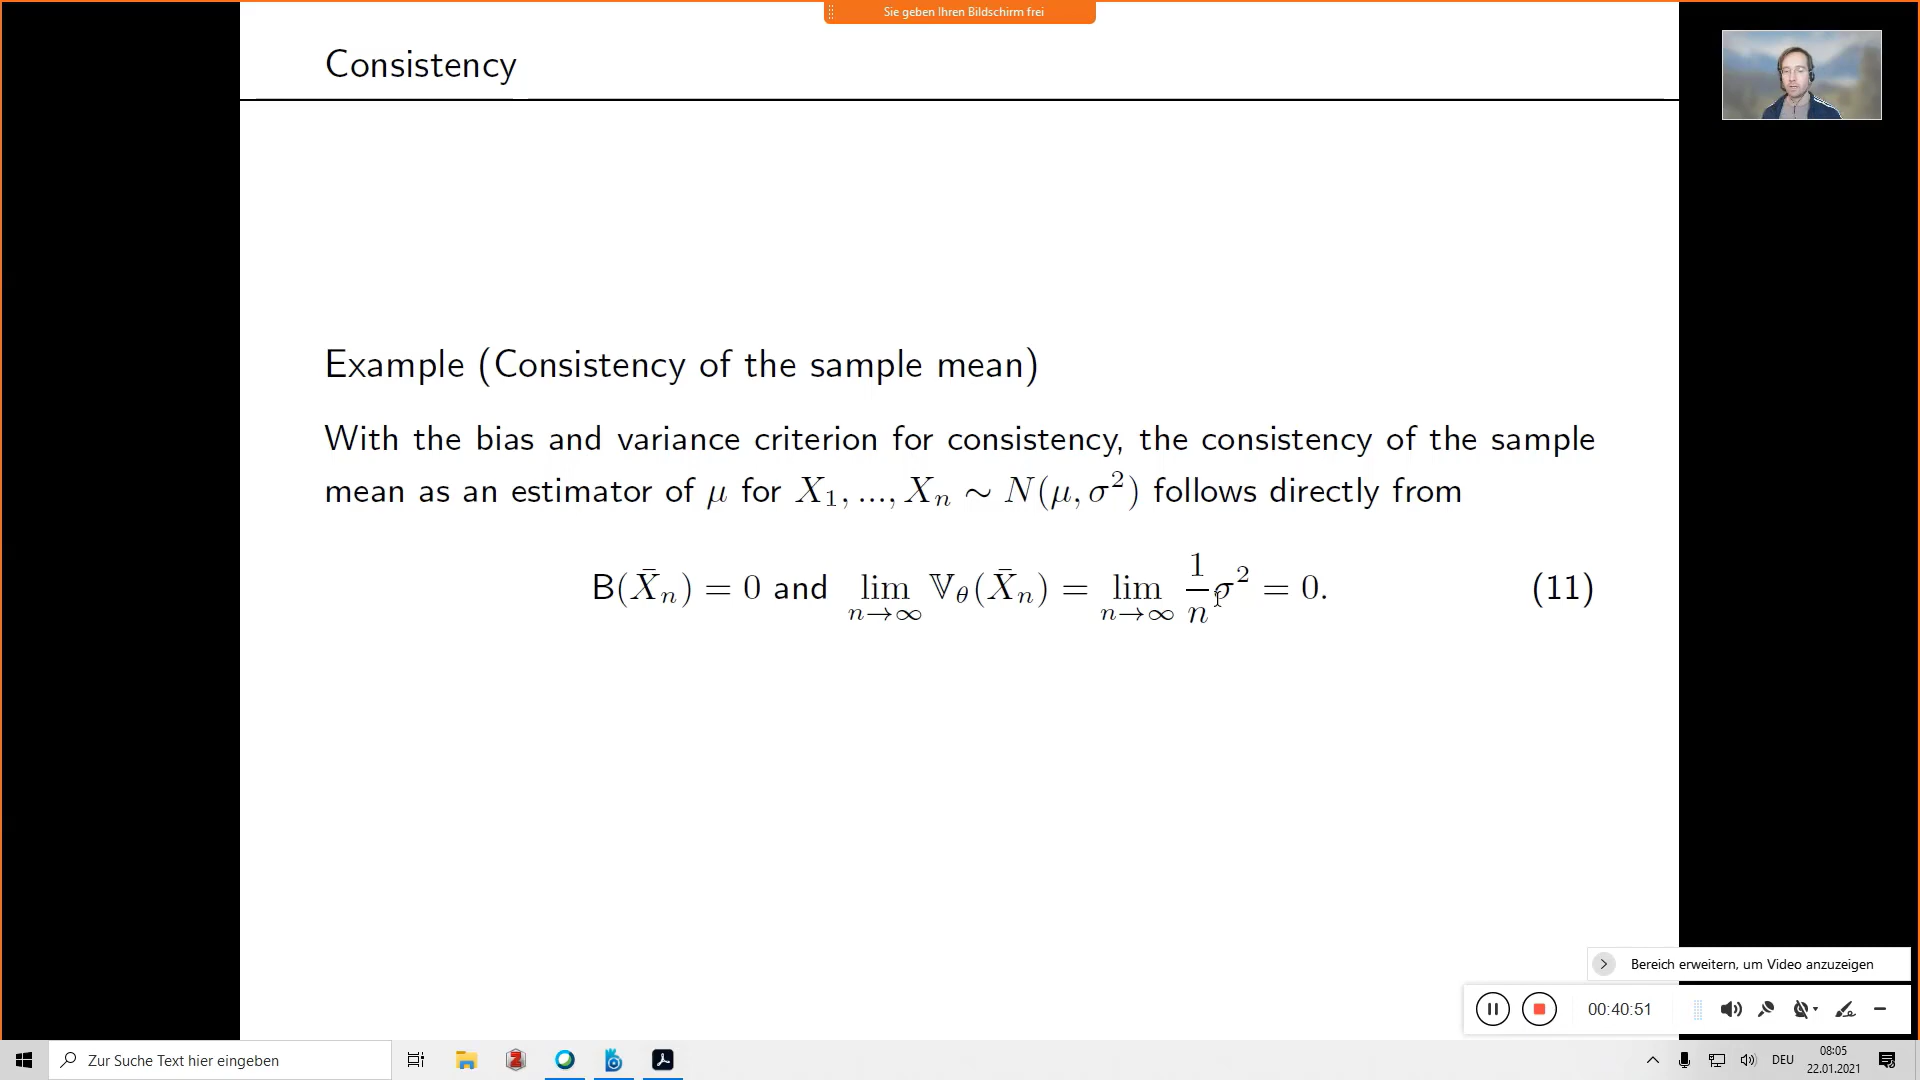 Sie geben Ihren Bildschirm frei
Consistency
Example (Consistency of the sample mean)
With the bias and variance criterion for consistency, the consistency of the sample
mean as an estimator of μ for X₁, ..., Xₙ ∼ N(μ, σ²) follows directly from
B(X̄ₙ) = 0 and lim_{n→∞} 𝕍_θ(X̄ₙ) = lim_{n→∞} 1/n σ² = 0. (11)
Bereich erweitern, um Video anzuzeigen
00:40:51
Zur Suche Text hier eingeben
DEU
08:05
22.01.2021